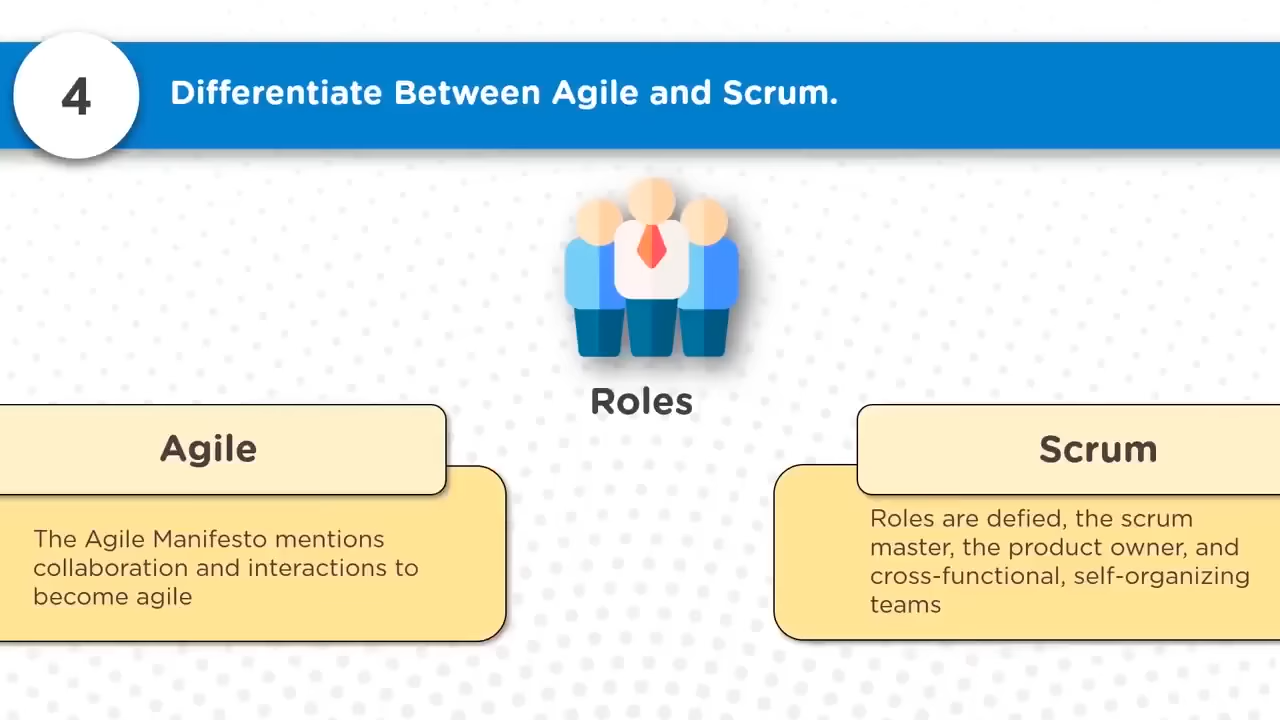 4
Differentiate Between Agile and Scrum.
Roles
Agile
The Agile Manifesto mentions
collaboration and interactions to
become agile
Scrum
Roles are defied, the scrum
master, the product owner, and
cross-functional, self-organizing
teams